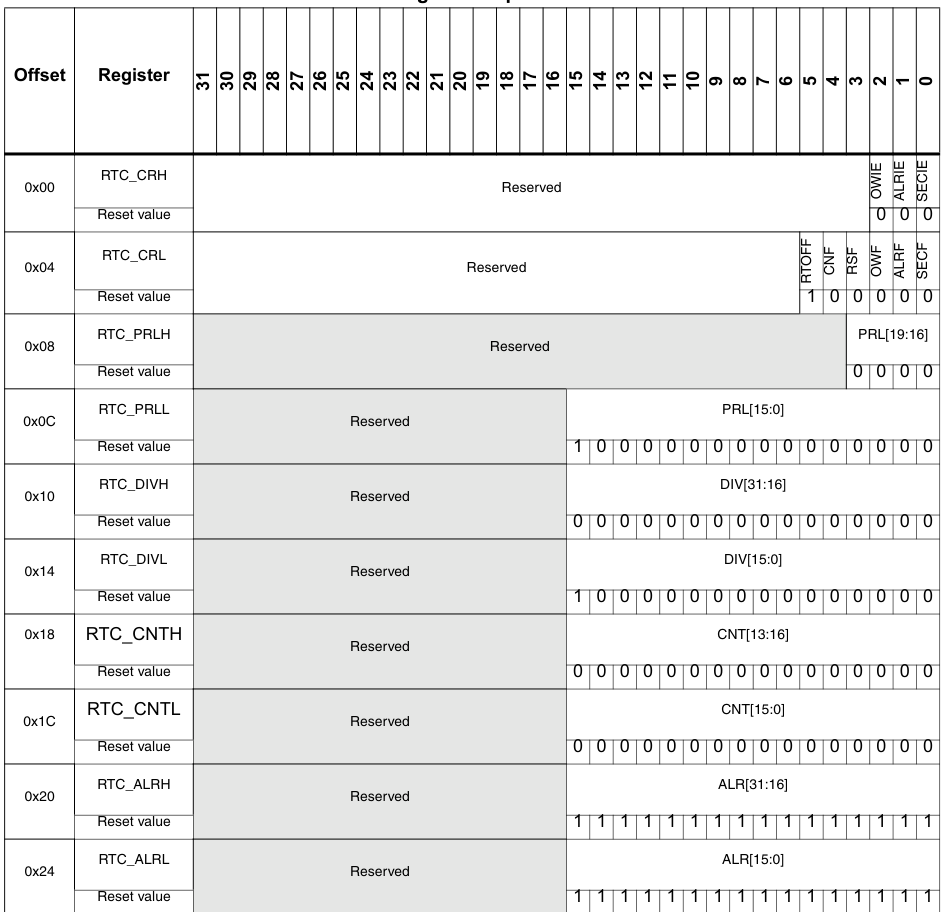 Offset Register 31 30 29 28 27 26 25 24 23 22 21 20 19 18 17 16 15 14 13 12 11 10 9 8 7 6 5 4 3 2 1 0
0x00 RTC_CRH Reserved OWIE ALRIE SECIE
Reset value 0 0 0
0x04 RTC_CRL Reserved RTOFF CNF RSF OWF ALRF SECF
Reset value 1 0 0 0 0 0
0x08 RTC_PRLH Reserved PRL[19:16]
Reset value 0 0 0 0
0x0C RTC_PRLL Reserved PRL[15:0]
Reset value 1 0 0 0 0 0 0 0 0 0 0 0 0 0 0 0
0x10 RTC_DIVH Reserved DIV[31:16]
Reset value 0 0 0 0 0 0 0 0 0 0 0 0 0 0 0 0
0x14 RTC_DIVL Reserved DIV[15:0]
Reset value 1 0 0 0 0 0 0 0 0 0 0 0 0 0 0 0
0x18 RTC_CNTH Reserved CNT[13:16]
Reset value 0 0 0 0 0 0 0 0 0 0 0 0 0 0 0 0
0x1C RTC_CNTL Reserved CNT[15:0]
Reset value 0 0 0 0 0 0 0 0 0 0 0 0 0 0 0 0
0x20 RTC_ALRH Reserved ALR[31:16]
Reset value 1 1 1 1 1 1 1 1 1 1 1 1 1 1 1 1
0x24 RTC_ALRL Reserved ALR[15:0]
Reset value 1 1 1 1 1 1 1 1 1 1 1 1 1 1 1 1